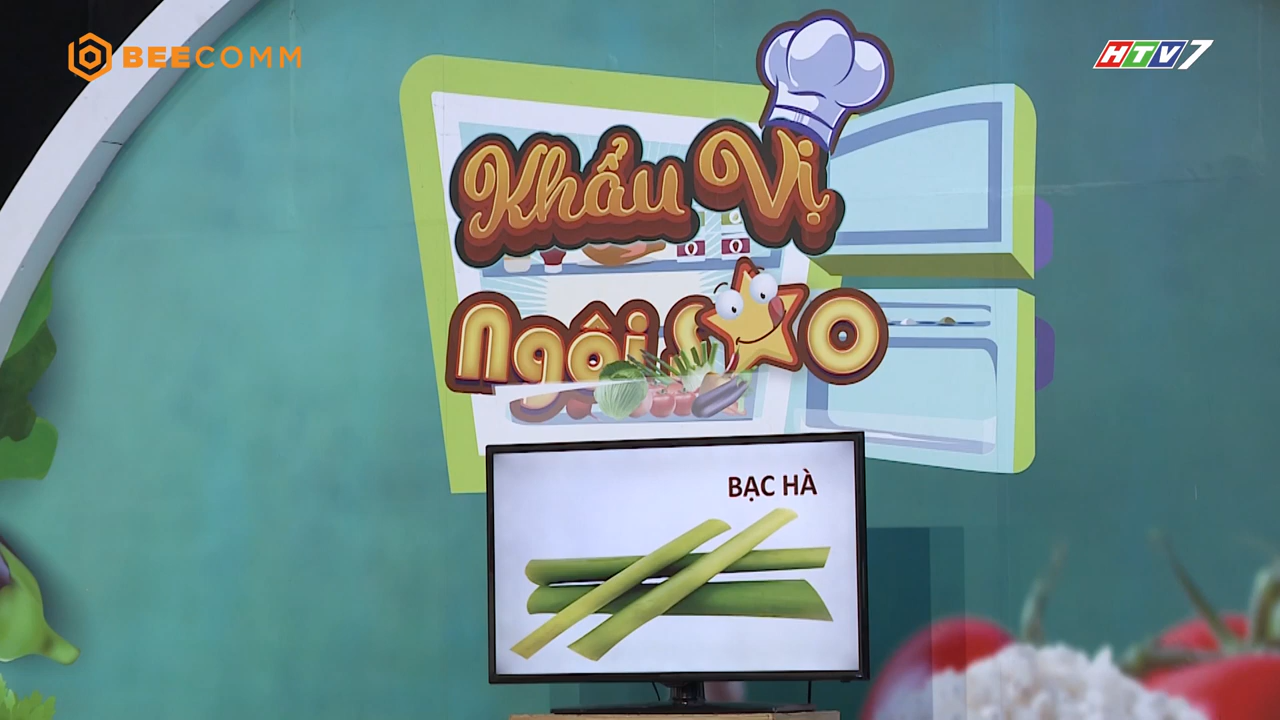 BEECOMM
HTV7
Khẩu Vị
Ngôi Sao
BẠC HÀ